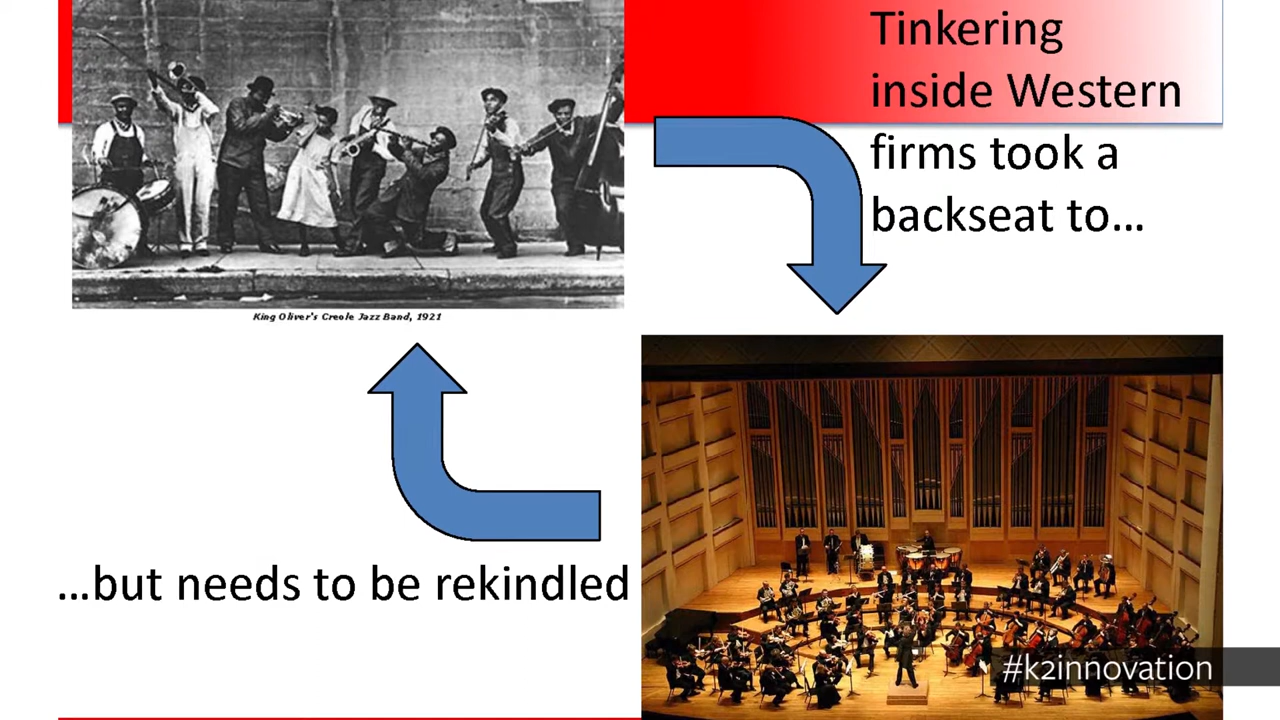 Tinkering
inside Western
firms took a
backseat to…
King Oliver's Creole Jazz Band, 1921
…but needs to be rekindled
#k2innovation